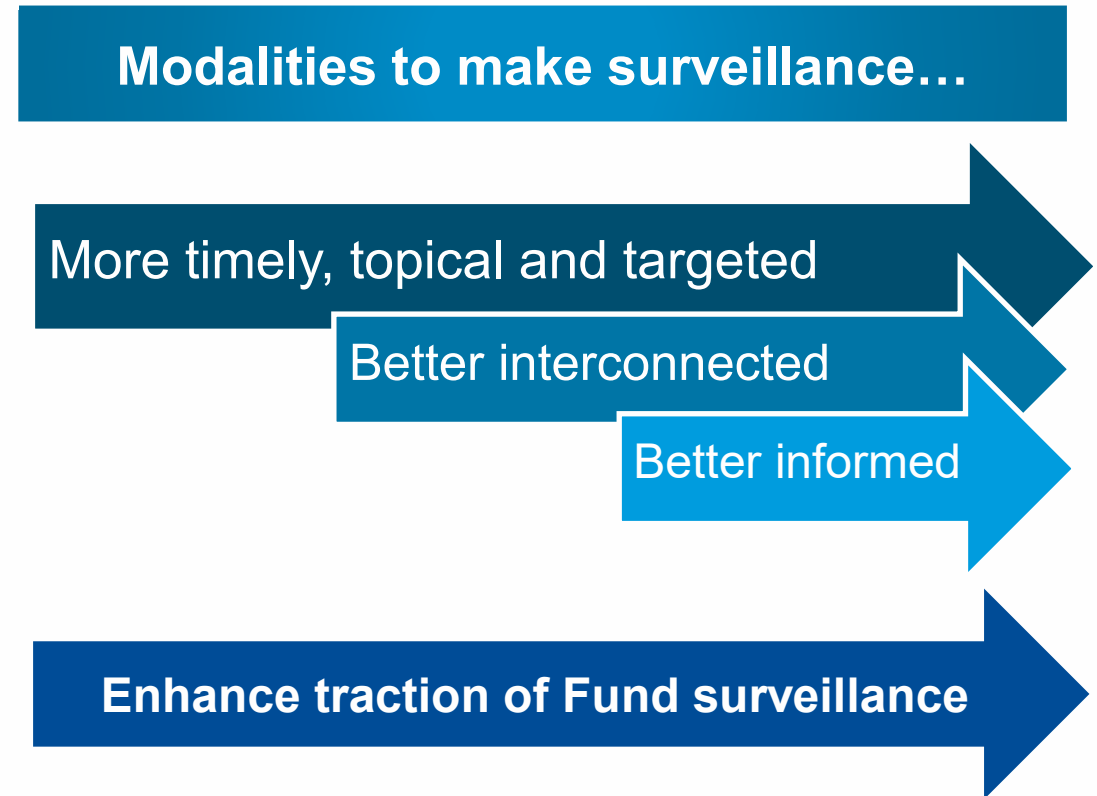 Modalities to make surveillance…
More timely, topical and targeted
Better interconnected
Better informed
Enhance traction of Fund surveillance